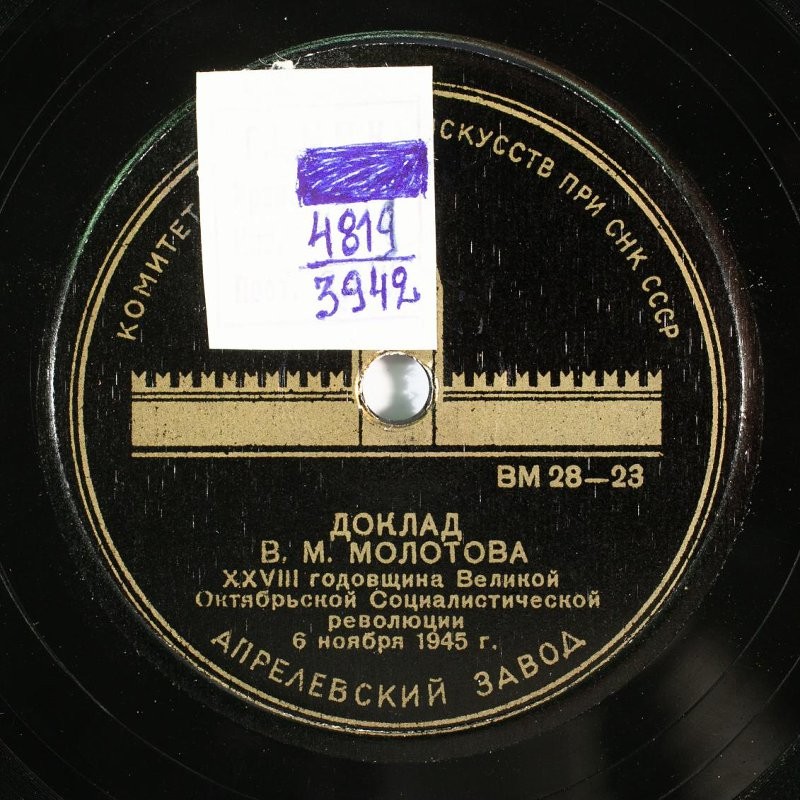 КОМИТЕТ ИСКУССТВ ПРИ СНК СССР
4819
3942
ВМ 28—23
ДОКЛАД
В. М. МОЛОТОВА
XXVIII годовщина Великой
Октябрьской Социалистической
революции
6 ноября 1945 г.
АПРЕЛЕВСКИЙ ЗАВОД